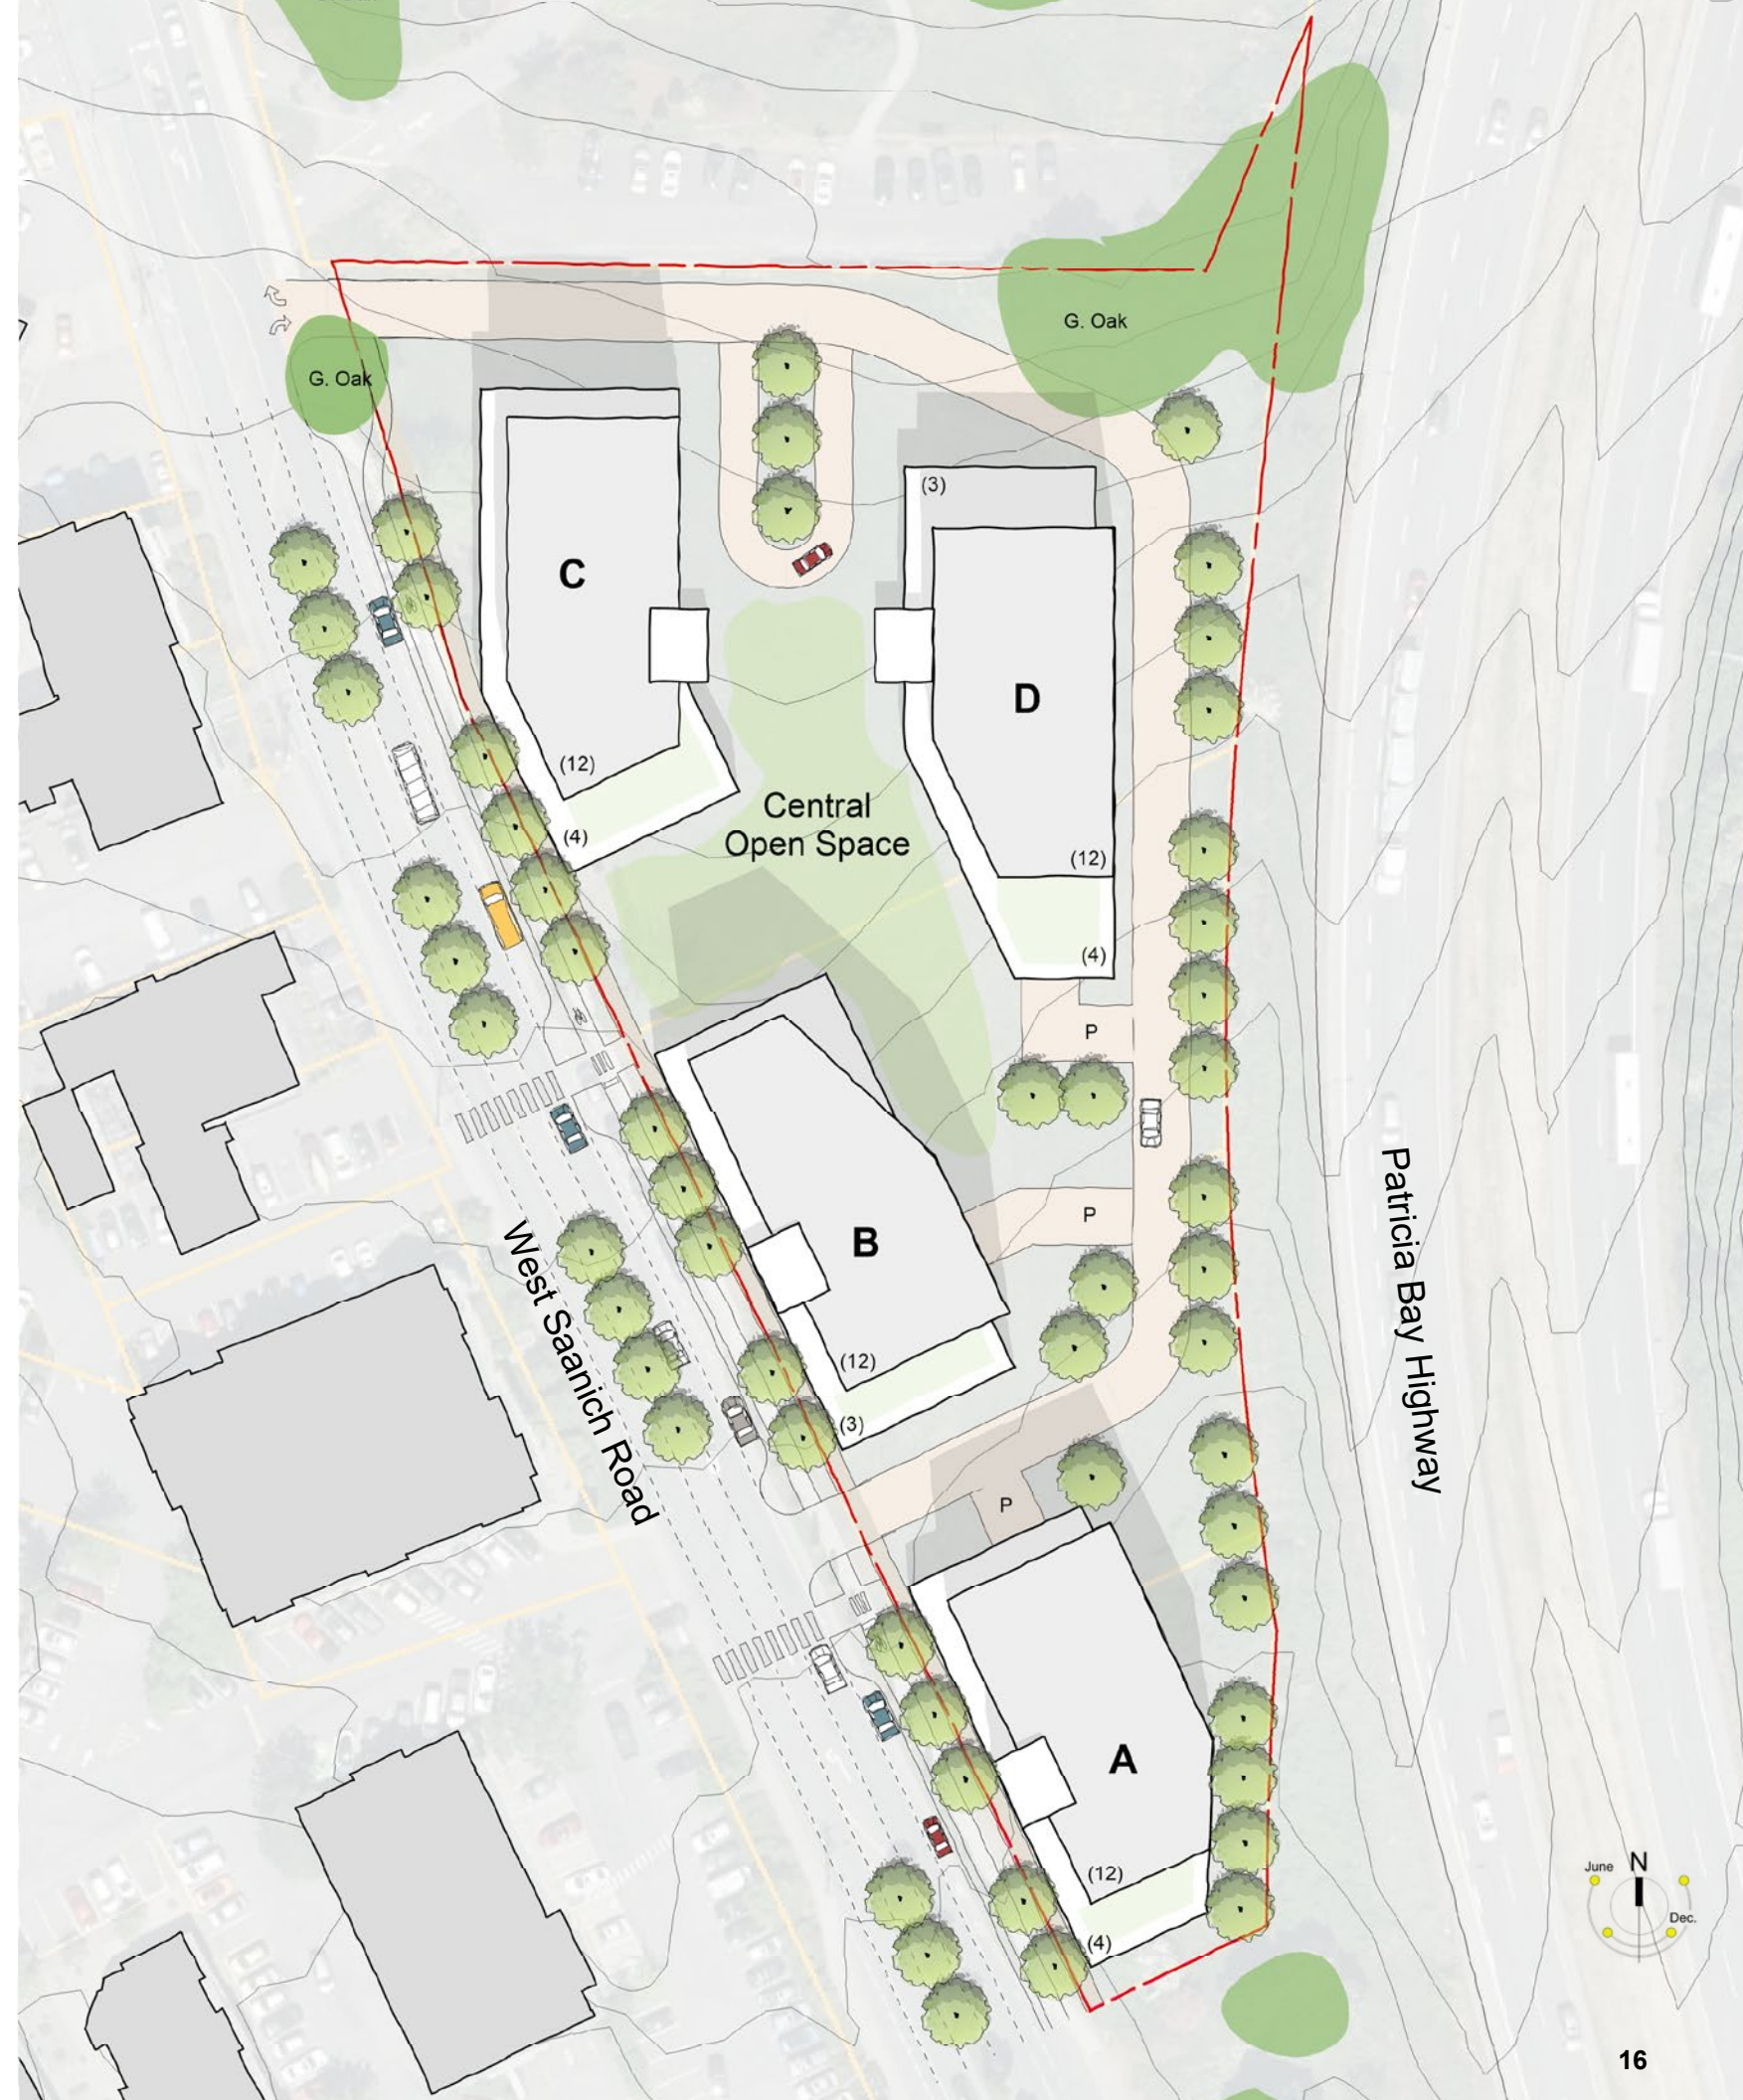 G. Oak
G. Oak
(3)
C
D
(12)
Central
Open Space
(4)
(12)
(4)
P
P
West Saanich Road
Patricia Bay Highway
B
(12)
(3)
P
A
(12)
(4)
June
N
Dec.
16